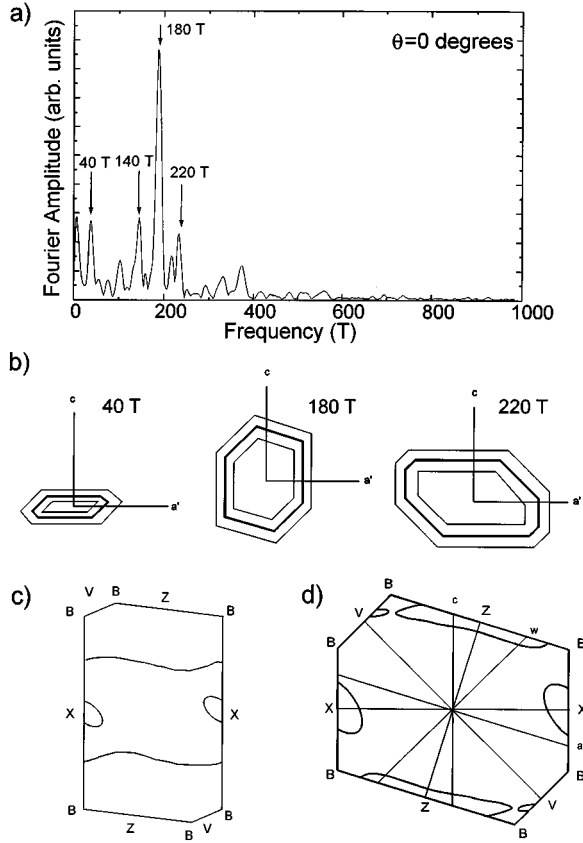 a)
Fourier Amplitude (arb. units)
θ=0 degrees
180 T
40 T
140 T
220 T
0
200
400
600
800
1000
Frequency (T)
b)
c
40 T
a'
c
180 T
a'
c
220 T
a'
c)
V
B
Z
B
B
X
X
B
B
Z
V
B
d)
B
c
Z
V
w
B
B
X
X
a
B
B
Z
V
B